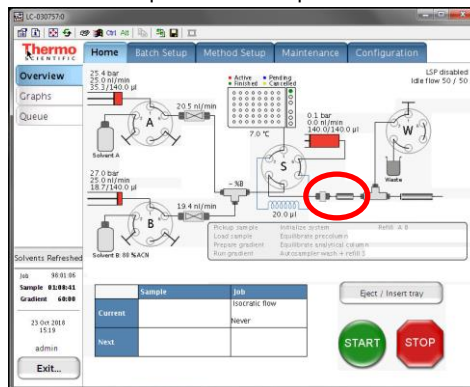 LC-030757:0
Ctrl
Thermo
SCIENTIFIC
Home Batch Setup Method Setup Maintenance Configuration
Overview
Graphs
Queue
25.4 bar
25.0 nl/min
35.3/140.0 µl
A
20.5 nl/min
Solvent A
Active Pending
Finished Cancelled
7.0 °C
0.1 bar
0.0 nl/min
140.0/140.0 µl
LSP disabled
Idle flow 50 / 50
W
Waste
S
27.0 bar
25.0 nl/min
18.7/140.0 µl
B
19.4 nl/min
~ %B
20.0 µl
Solvent B: 80 %ACN
Pickup sample Initialize system Refill A B
Load sample Equilibrate precolumn
Prepare gradient Equilibrate analytical column
Run gradient Autosampler wash + refill S
Solvents Refreshed
Job 98:01:06
Sample 01:08:41
Gradient 60:00
23 Oct 2018
15:19
admin
Exit...
Sample Job
Current Isocratic flow
Never
Next
Eject / Insert tray
START
STOP